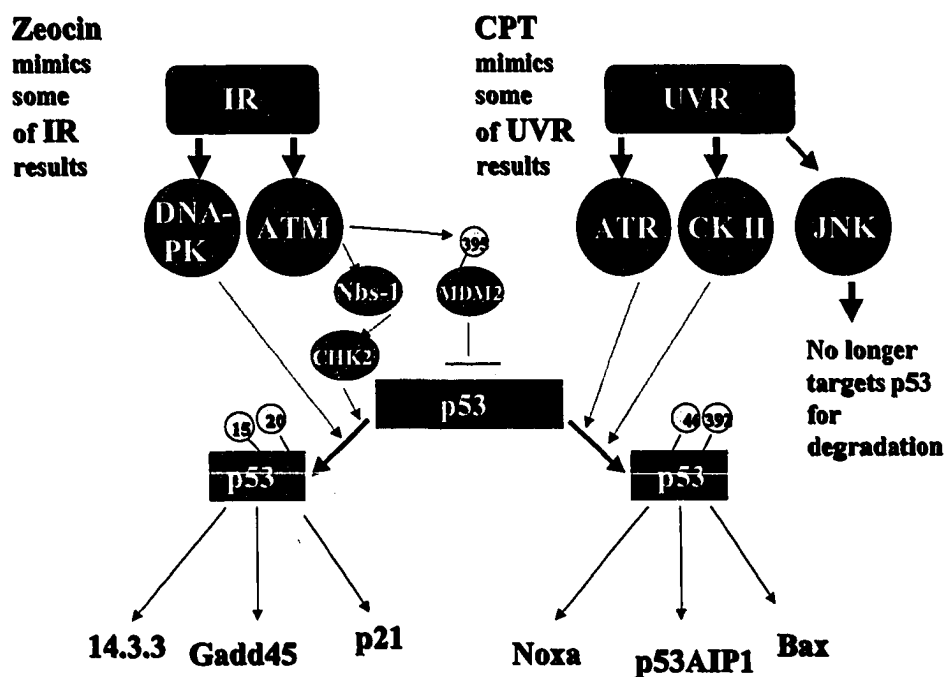 Zeocin
mimics
some
of IR
results
IR
DNA-
PK
ATM
Nbs-1
CHK2
395
MDM2
CPT
mimics
some
of UVR
results
UVR
ATR
CK II
JNK
No longer
targets p53
for
degradation
p53
15
20
p53
14.3.3
Gadd45
p21
392
p53
Noxa
p53AIP1
Bax